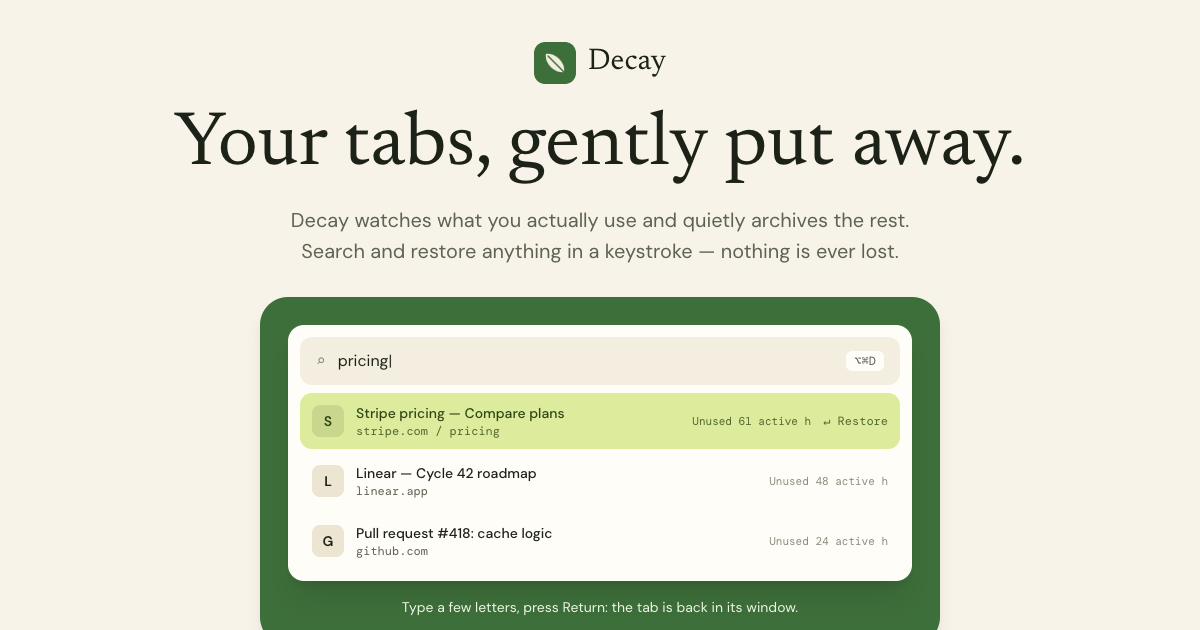 Decay
Your tabs, gently put away.
Decay watches what you actually use and quietly archives the rest.
Search and restore anything in a keystroke — nothing is ever lost.
pricing
⌥⌘D
S
Stripe pricing — Compare plans
stripe.com / pricing
Unused 61 active h ↵ Restore
L
Linear — Cycle 42 roadmap
linear.app
Unused 48 active h
G
Pull request #418: cache logic
github.com
Unused 24 active h
Type a few letters, press Return: the tab is back in its window.